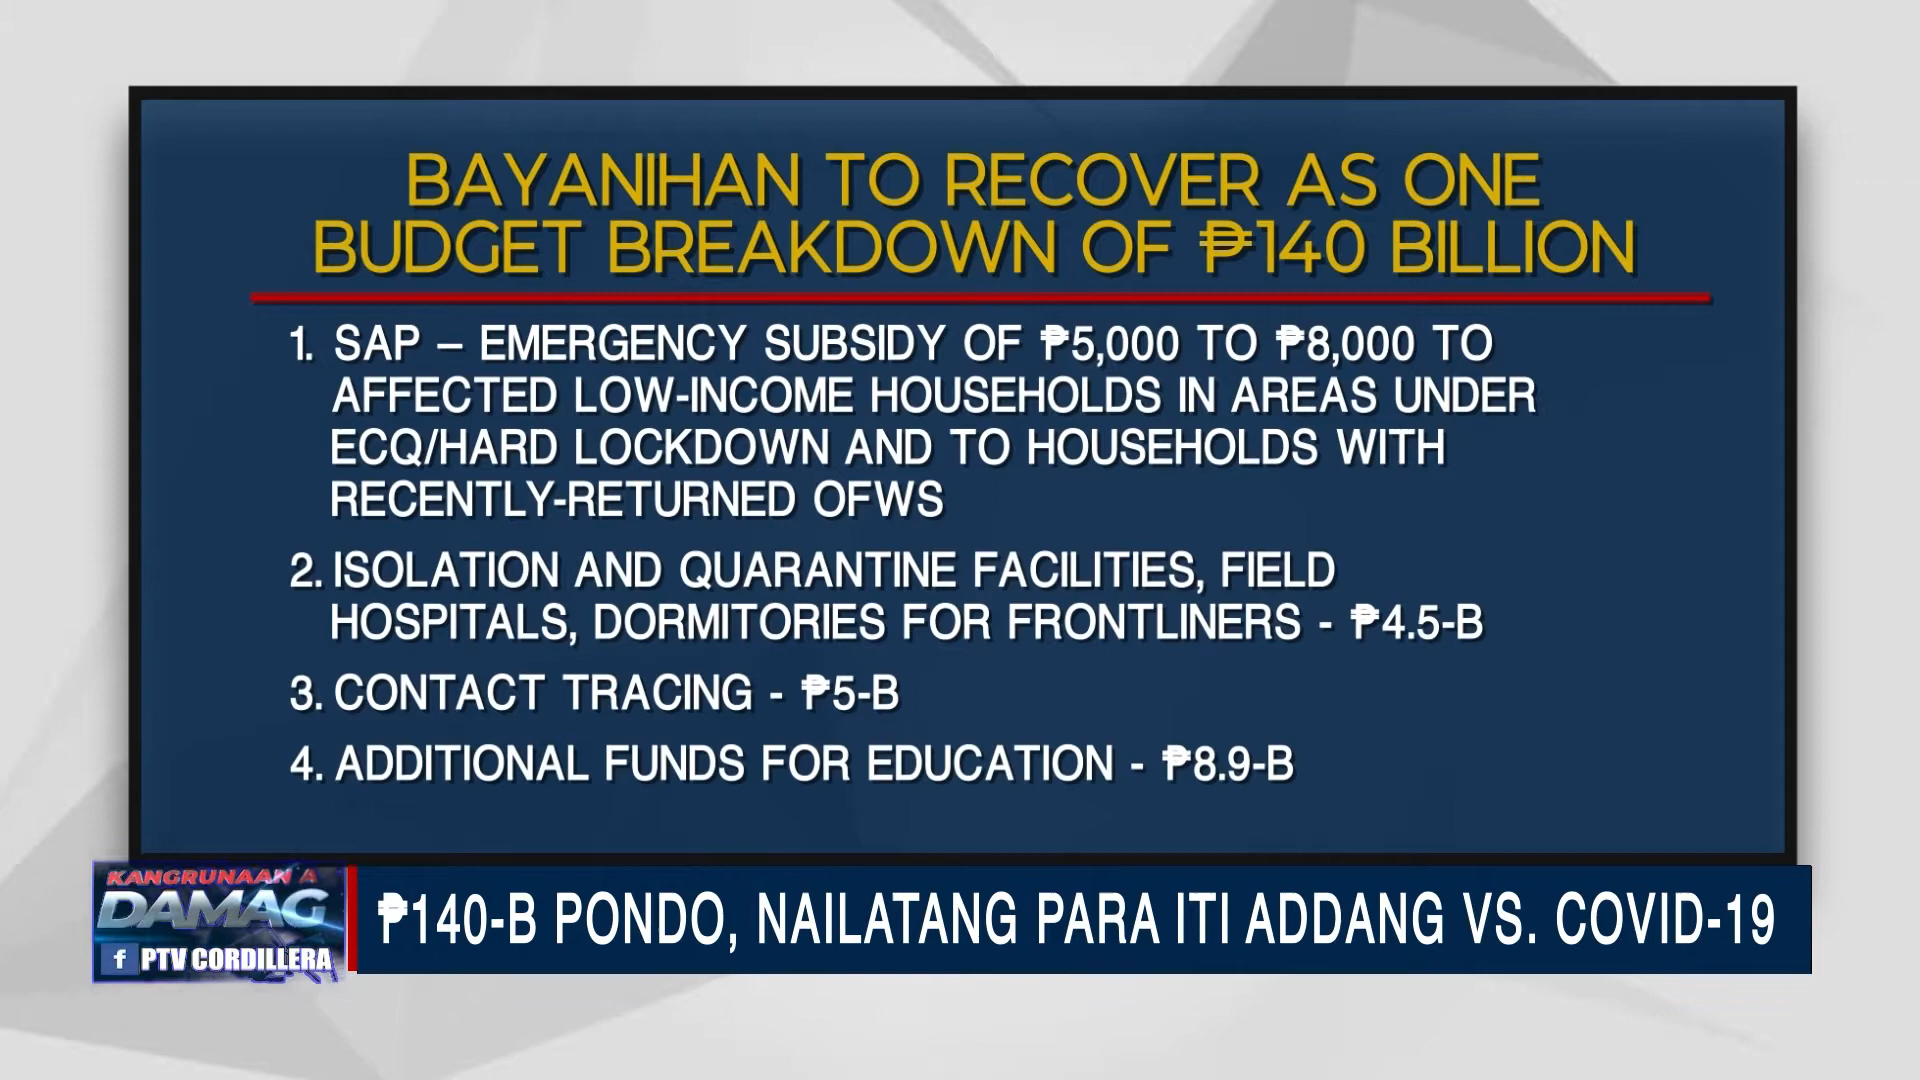 BAYANIHAN TO RECOVER AS ONE
BUDGET BREAKDOWN OF ₱140 BILLION
1. SAP – EMERGENCY SUBSIDY OF ₱5,000 TO ₱8,000 TO
AFFECTED LOW-INCOME HOUSEHOLDS IN AREAS UNDER
ECQ/HARD LOCKDOWN AND TO HOUSEHOLDS WITH
RECENTLY-RETURNED OFWS
2. ISOLATION AND QUARANTINE FACILITIES, FIELD
HOSPITALS, DORMITORIES FOR FRONTLINERS - ₱4.5-B
3. CONTACT TRACING - ₱5-B
4. ADDITIONAL FUNDS FOR EDUCATION - ₱8.9-B
KANGRUNAAN A
DAMAG
f PTV CORDILLERA
₱140-B PONDO, NAILATANG PARA ITI ADDANG VS. COVID-19